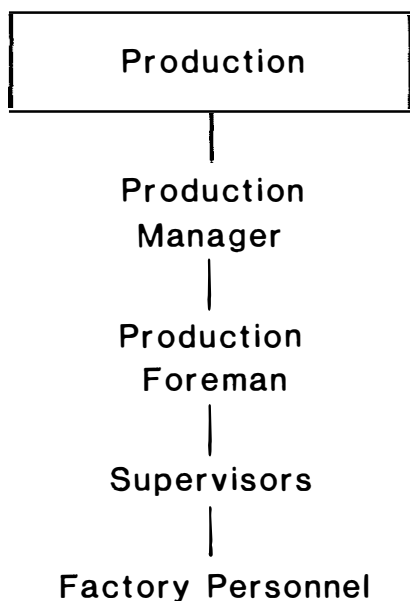 Production
Production
Manager
Production
Foreman
Supervisors
Factory Personnel